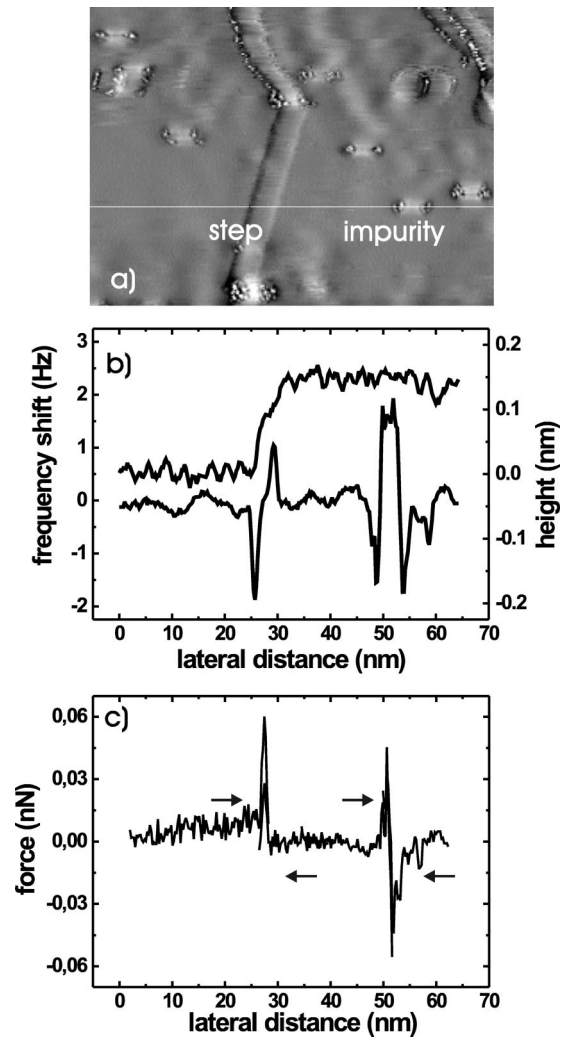 step
impurity
a)
b)
frequency shift (Hz)
3
2
1
0
-1
-2
height (nm)
0.2
0.1
0.0
-0.1
-0.2
0 10 20 30 40 50 60 70
lateral distance (nm)
c)
force (nN)
0,06
0,03
0,00
-0,03
-0,06
0 10 20 30 40 50 60 70
lateral distance (nm)